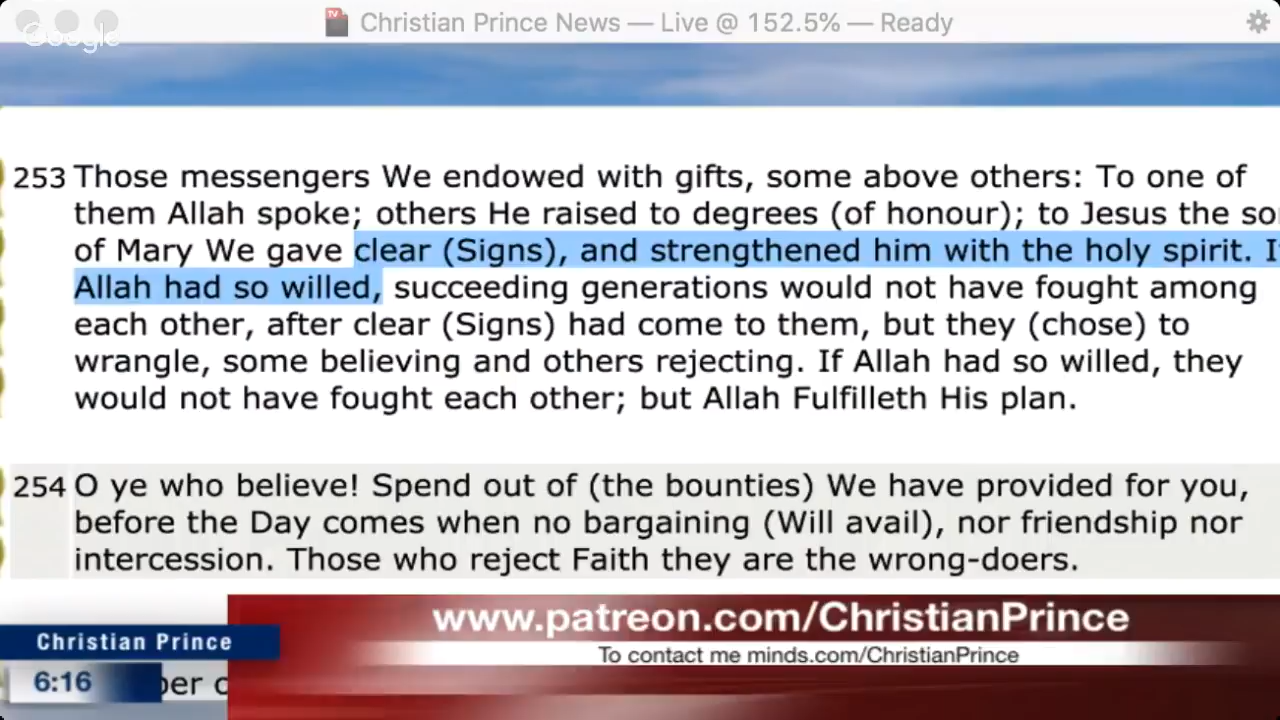 Christian Prince News — Live @ 152.5% — Ready
Google
253 Those messengers We endowed with gifts, some above others: To one of
them Allah spoke; others He raised to degrees (of honour); to Jesus the
of Mary We gave clear (Signs), and strengthened him with the holy spirit.
Allah had so willed, succeeding generations would not have fought among
each other, after clear (Signs) had come to them, but they (chose) to
wrangle, some believing and others rejecting. If Allah had so willed, they
would not have fought each other; but Allah Fulfilleth His plan.
254 O ye who believe! Spend out of (the bounties) We have provided for you,
before the Day comes when no bargaining (Will avail), nor friendship nor
intercession. Those who reject Faith they are the wrong-doers.
www.patreon.com/ChristianPrince
Christian Prince
To contact me minds.com/ChristianPrince
6:16